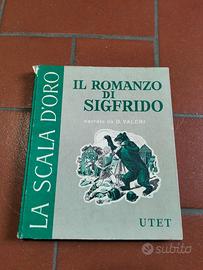 LA SCALA D'ORO
IL ROMANZO
DI
SIGFRIDO
narrato da D. VALERI
UTET
subito